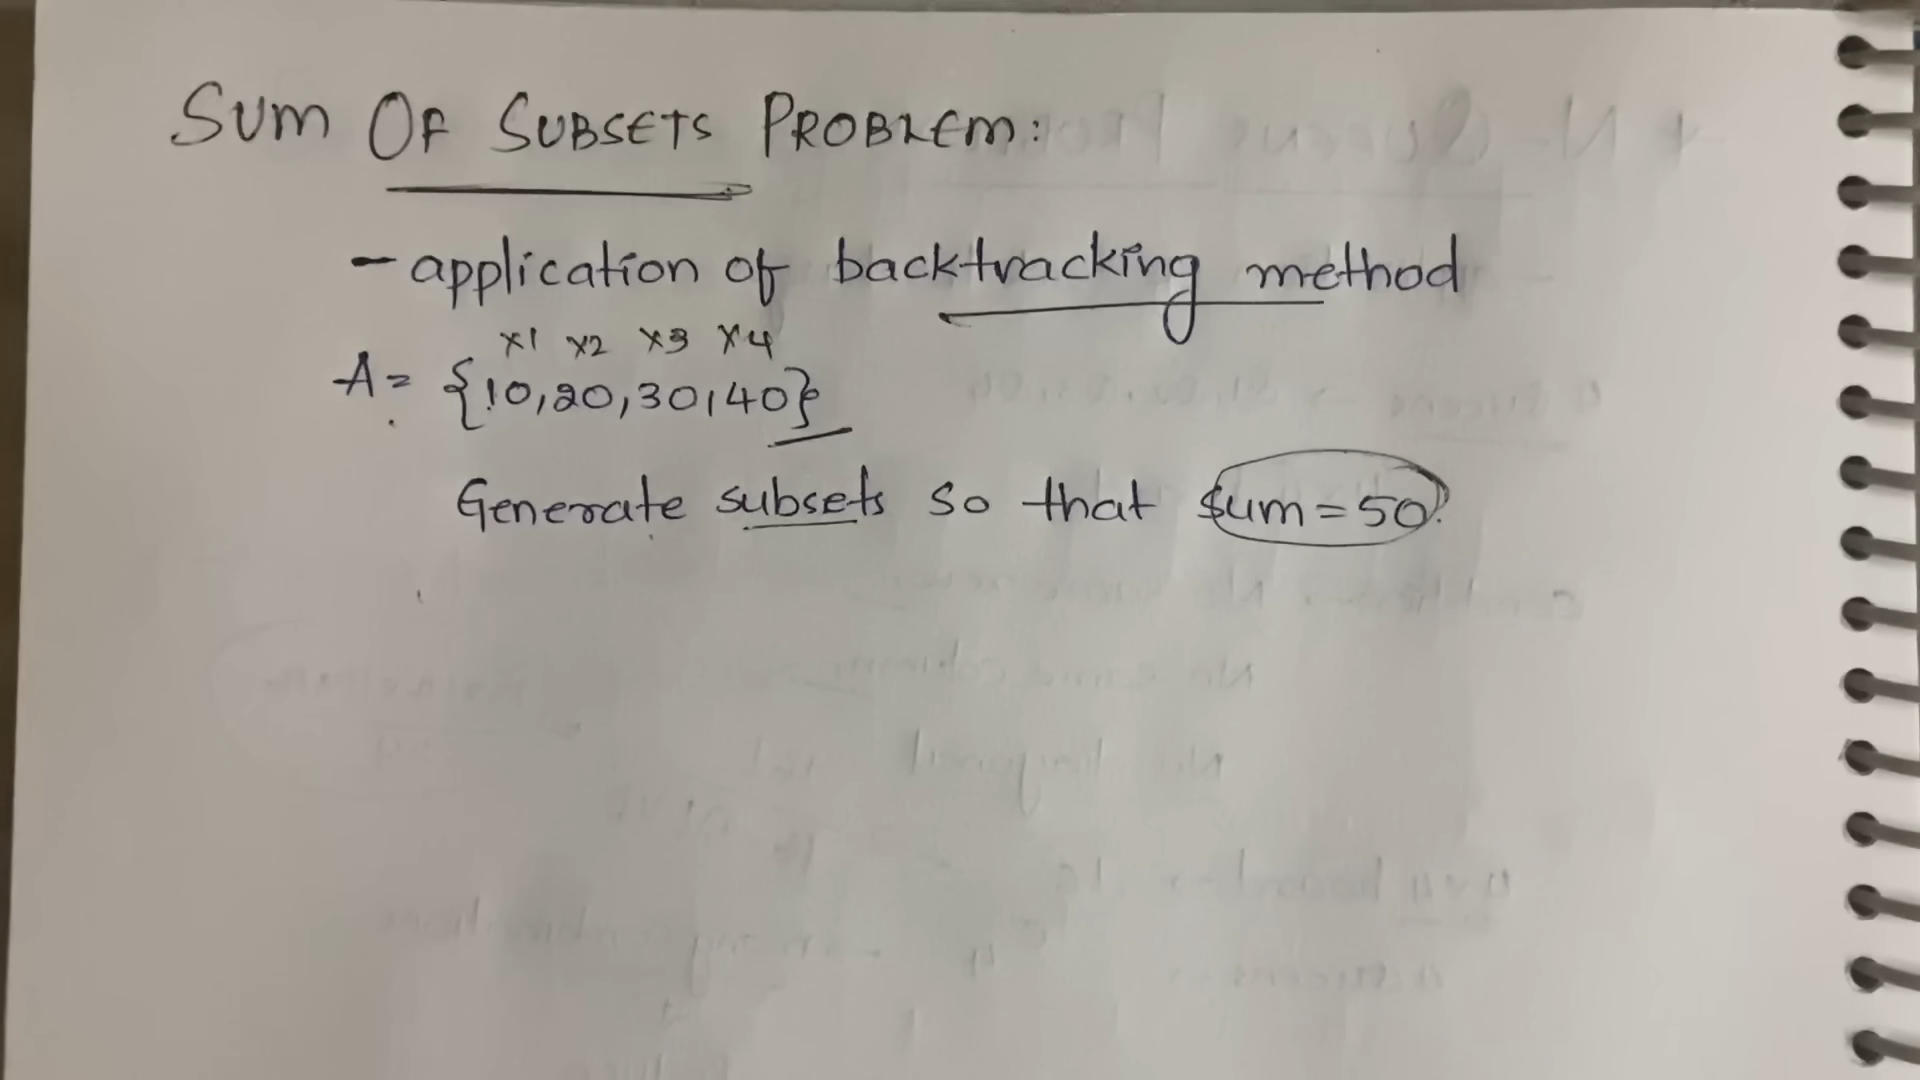 SUM OF SUBSETS PROBLEM:
- application of backtracking method
x1 x2 x3 x4
A = {10,20,30,40}
Generate subsets so that sum=50.